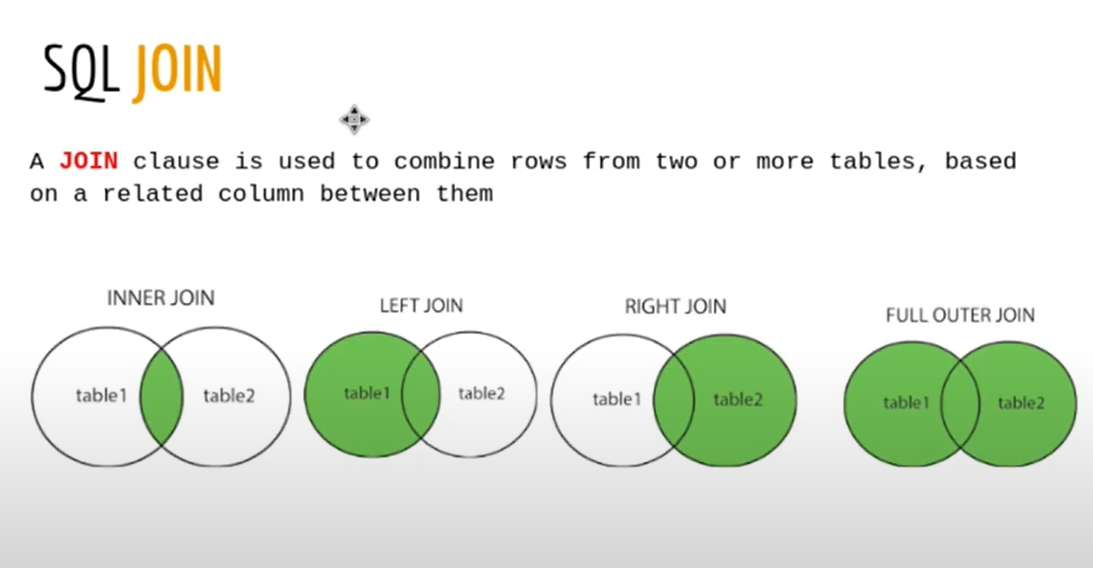 SQL JOIN
A JOIN clause is used to combine rows from two or more tables, based
on a related column between them
INNER JOIN
table1 table2
LEFT JOIN
table1 table2
RIGHT JOIN
table1 table2
FULL OUTER JOIN
table1 table2